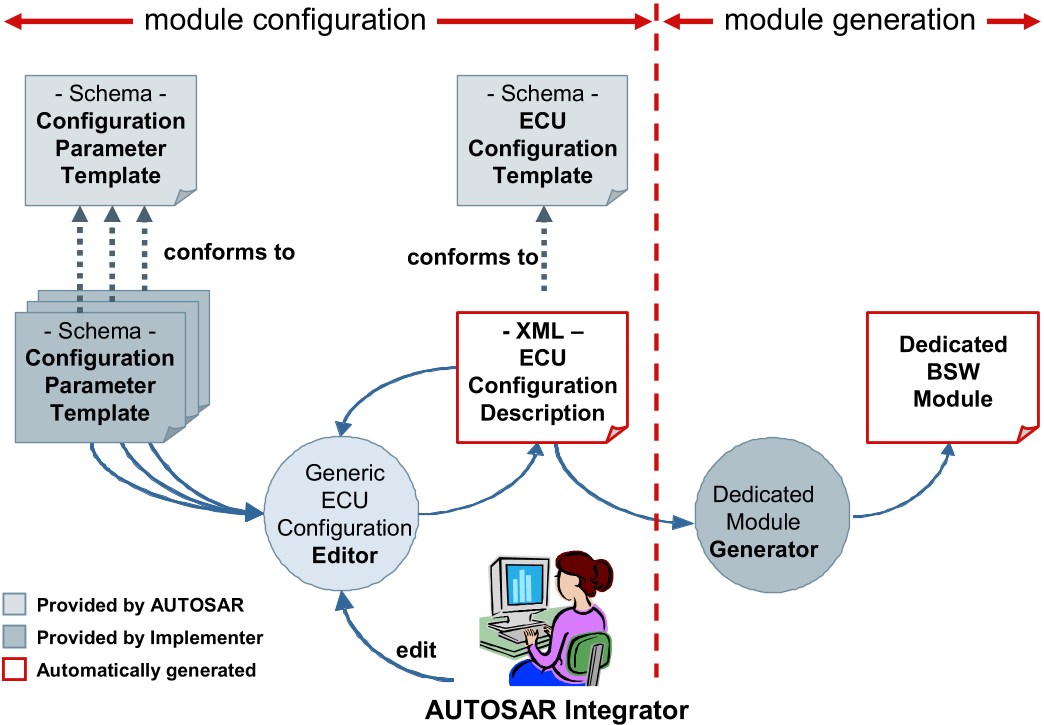 module configuration
module generation
- Schema -
Configuration
Parameter
Template
- Schema -
ECU
Configuration
Template
conforms to
conforms to
- Schema -
Configuration
Parameter
Template
- XML –
ECU
Configuration
Description
Dedicated
BSW
Module
Generic
ECU
Configuration
Editor
Dedicated
Module
Generator
Provided by AUTOSAR
Provided by Implementer
Automatically generated
edit
AUTOSAR Integrator